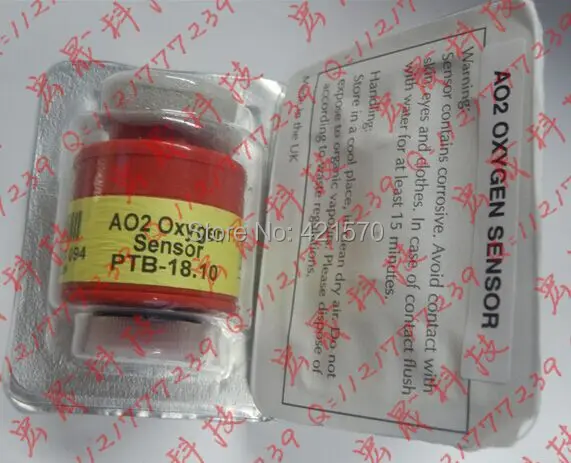 AO2 Oxygen
Sensor
PTB-18.10
094
AO2 OXYGEN SENSOR
Warning:
Sensor contains corrosive. Avoid contact with
skin, eyes and clothes. In case of contact flush
with water for at least 15 minutes.
Handling:
Store in a cool place, in clean dry air. Do not
expose to organic vapours. Please dispose of
according to waste regulations.
Made in the UK
Store No: 421570
Q:1121777239